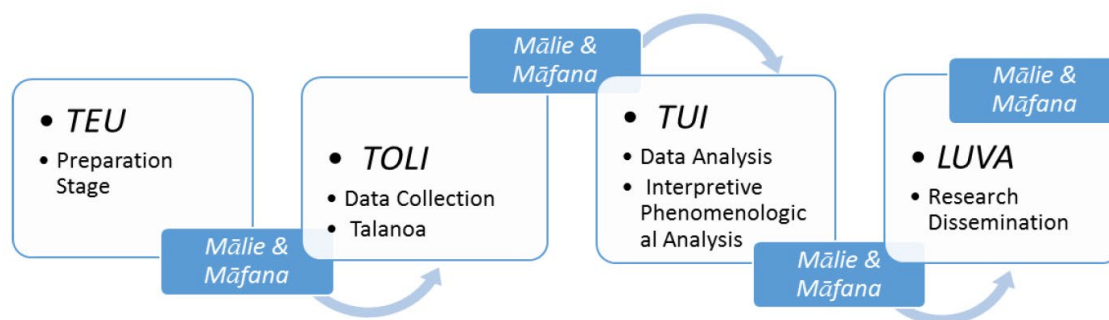 • TEU
• Preparation
Stage
Mālie &
Māfana
• TOLI
• Data Collection
• Talanoa
Mālie &
Māfana
• TUI
• Data Analysis
• Interpretive
Phenomenologic
al Analysis
Mālie &
Māfana
• LUVA
• Research
Dissemination
Mālie &
Māfana